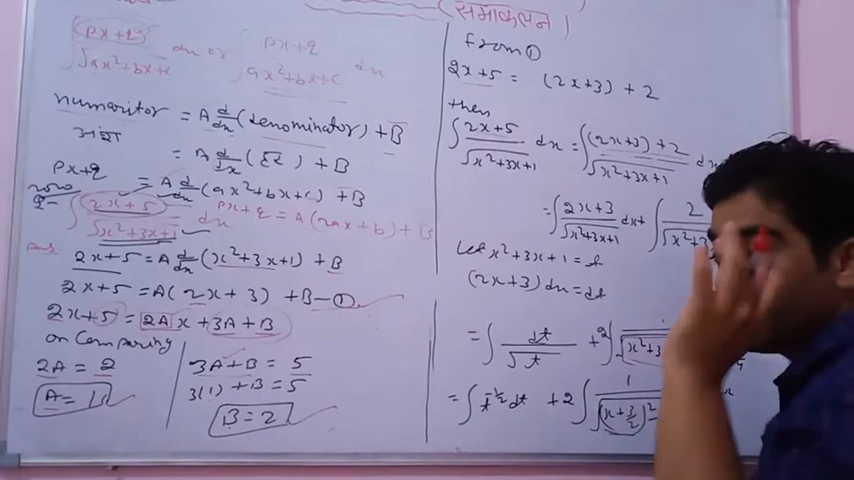 (समाकलन)
∫ px+q / √ax²+bx+c dx or ∫ px+q / ax²+bx+c dx
numaritor = A d/dx (denominator) + B
अंश = A d/dx (हर) + B
px+q = A d/dx (ax²+bx+c) + B
px+q = A(2ax+b) + B
Q- ∫ 2x+5 / √x²+3x+1 dx
Ans 2x+5 = A d/dx (x²+3x+1) + B
2x+5 = A(2x+3) + B —①
2x+5 = 2Ax + 3A + B
on Comparing
2A = 2
A = 1
3A+B = 5
3(1) + B = 5
B = 2
from ①
2x+5 = (2x+3) + 2
then
∫ 2x+5 / √x²+3x+1 dx = ∫ (2x+3)+2 / √x²+3x+1
= ∫ 2x+3 / √x²+3x+1 dx + ∫ 2
Let x²+3x+1 = t
(2x+3) dx = dt
= ∫ dt / √t + 2∫ 1
= ∫ t^-½ dt + 2∫ 1 / √(x+3/2)²